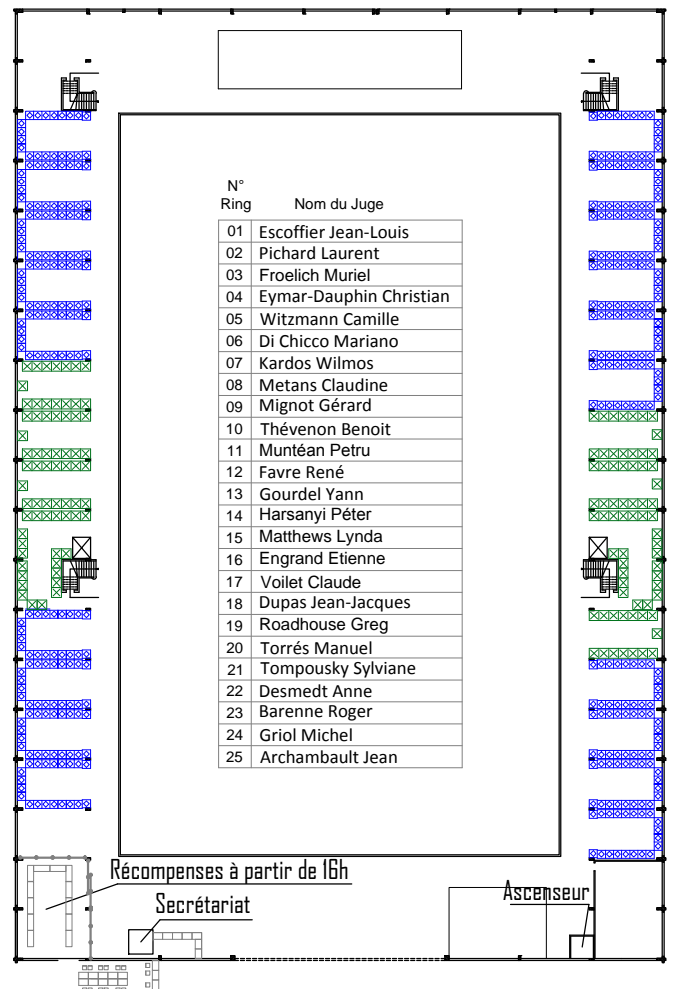 N°
Ring Nom du Juge
01 Escoffier Jean-Louis
02 Pichard Laurent
03 Froelich Muriel
04 Eymar-Dauphin Christian
05 Witzmann Camille
06 Di Chicco Mariano
07 Kardos Wilmos
08 Metans Claudine
09 Mignot Gérard
10 Thévenon Benoit
11 Muntéan Petru
12 Favre René
13 Gourdel Yann
14 Harsanyi Péter
15 Matthews Lynda
16 Engrand Etienne
17 Voilet Claude
18 Dupas Jean-Jacques
19 Roadhouse Greg
20 Torrés Manuel
21 Tompousky Sylviane
22 Desmedt Anne
23 Barenne Roger
24 Griol Michel
25 Archambault Jean
Récompenses à partir de 16h
Secrétariat
Ascenseur